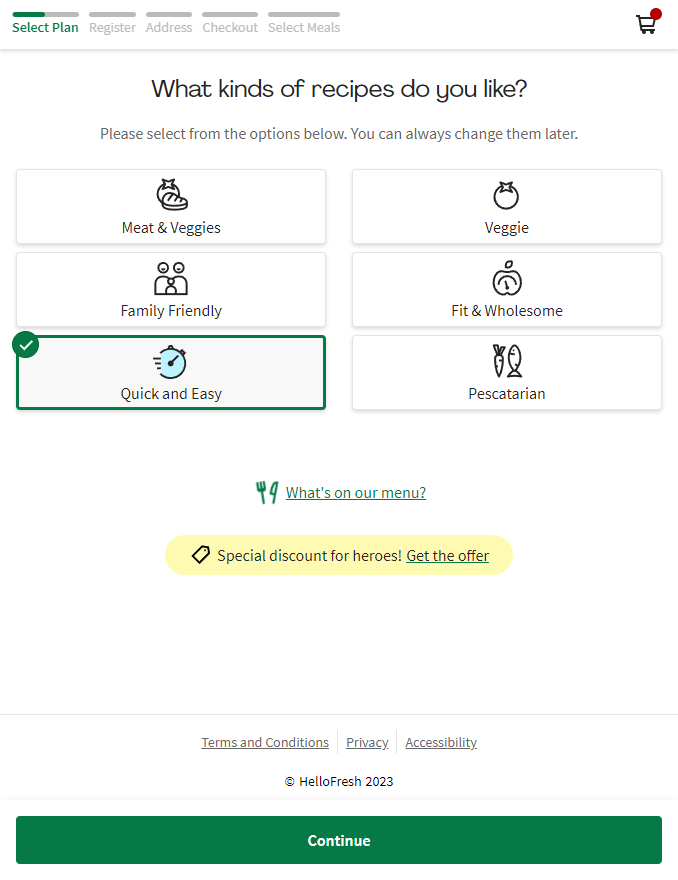 Select Plan Register Address Checkout Select Meals
What kinds of recipes do you like?
Please select from the options below. You can always change them later.
Meat & Veggies
Veggie
Family Friendly
Fit & Wholesome
Quick and Easy
Pescatarian
What's on our menu?
Special discount for heroes! Get the offer
Terms and Conditions Privacy Accessibility
© HelloFresh 2023
Continue